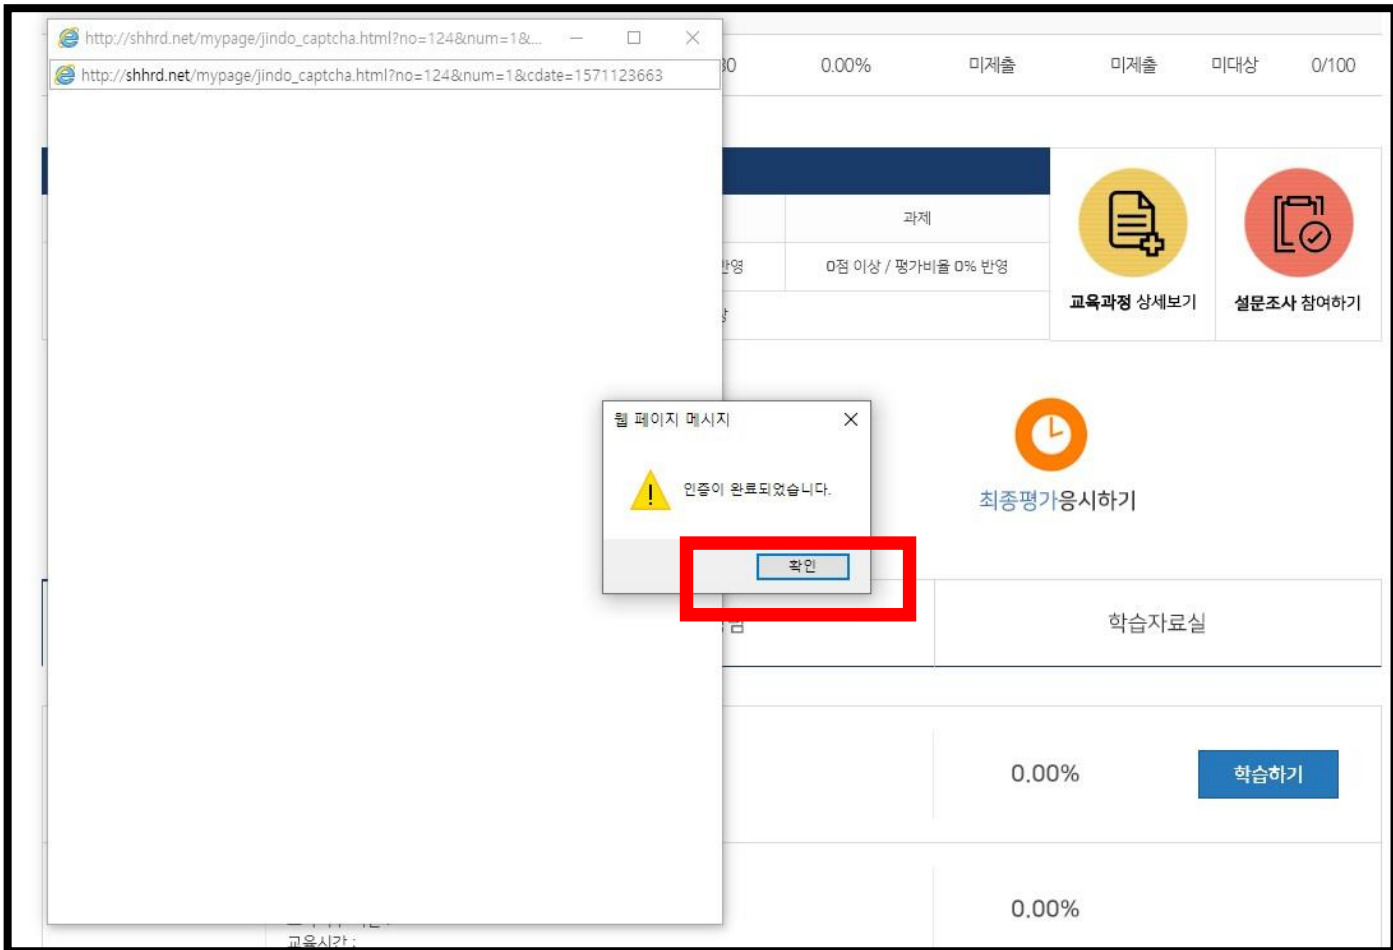 http://shhrd.net/mypage/jindo_captcha.html?no=124&num=1&...
http://shhrd.net/mypage/jindo_captcha.html?no=124&num=1&cdate=1571123663
0.00% 미제출 미제출 미대상 0/100
과제
반영 0점 이상 / 평가비율 0% 반영
교육과정 상세보기 설문조사 참여하기
웹 페이지 메시지
인증이 완료되었습니다.
확인
최종평가응시하기
학습자료실
0.00% 학습하기
0.00%
교육시간 :